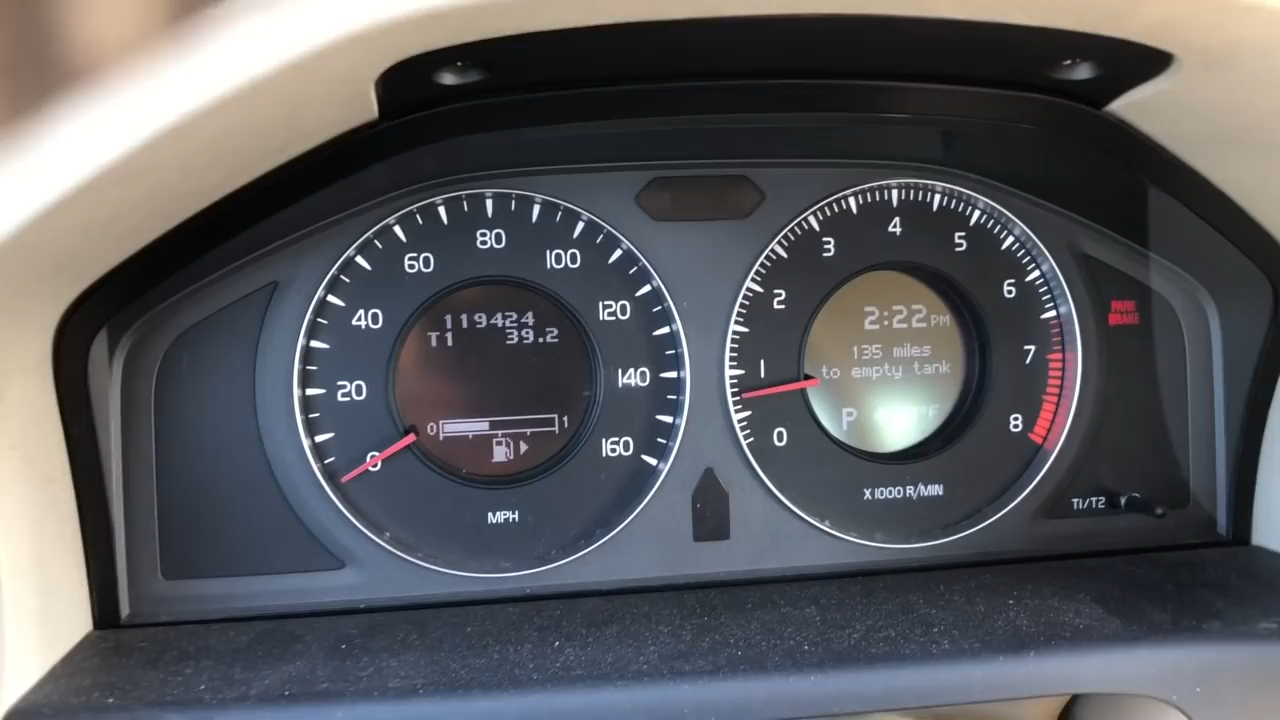 0
20
40
60
80
100
120
140
160
MPH
119424
T1 39.2
0 1
0
1
2
3
4
5
6
7
8
X 1000 R/MIN
2:22 PM
135 miles
to empty tank
P °F
PARK
BRAKE
T1/T2